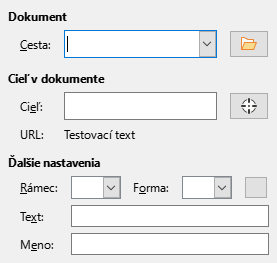 Dokument
Cesta:
Cieľ v dokumente
Cieľ:
URL: Testovací text
Ďalšie nastavenia
Rámec: Forma:
Text:
Meno: